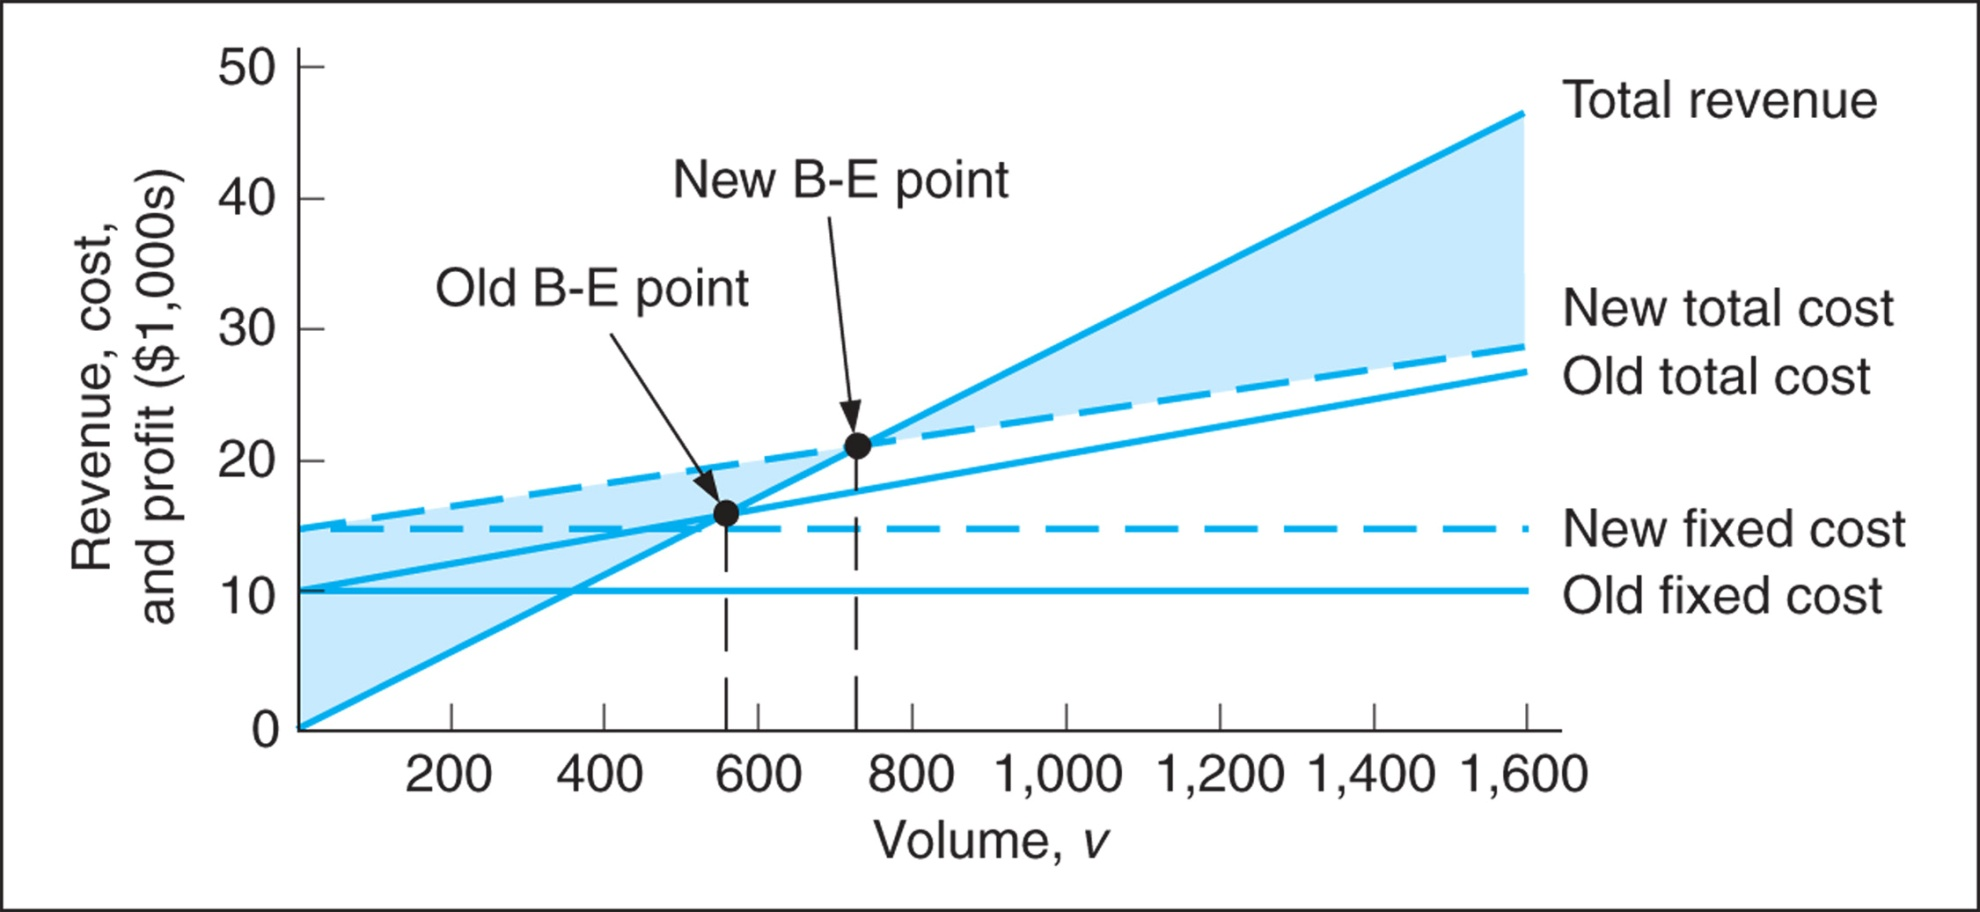 50
40
30
20
10
0
Revenue, cost,
and profit ($1,000s)
Total revenue
New B-E point
Old B-E point
New total cost
Old total cost
New fixed cost
Old fixed cost
200 400 600 800 1,000 1,200 1,400 1,600
Volume, v